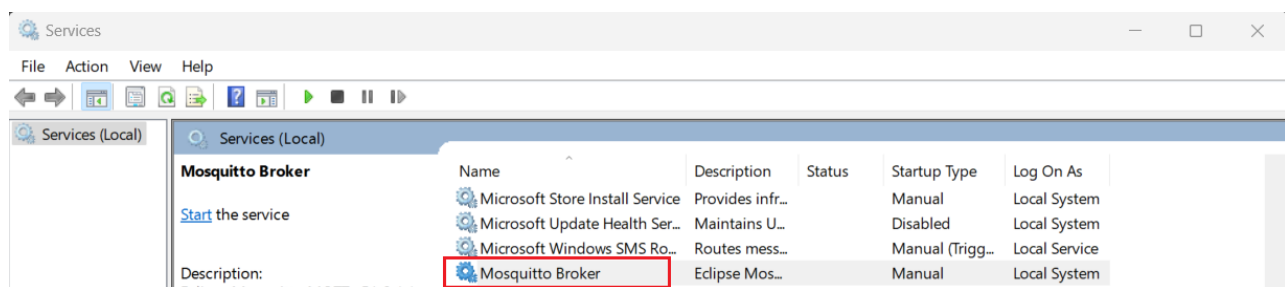 Services
File Action View Help
Services (Local)
Services (Local)
Mosquitto Broker
Start the service
Description:
Name Description Status Startup Type Log On As
Microsoft Store Install Service Provides infr... Manual Local System
Microsoft Update Health Ser... Maintains U... Disabled Local System
Microsoft Windows SMS Ro... Routes mess... Manual (Trigg... Local Service
Mosquitto Broker Eclipse Mos... Manual Local System